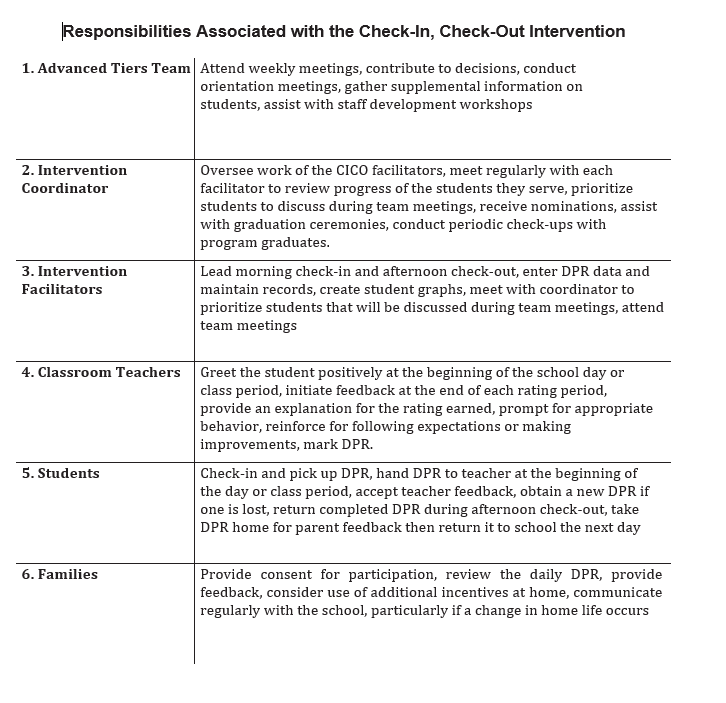 Responsibilities Associated with the Check-In, Check-Out Intervention
1. Advanced Tiers Team
Attend weekly meetings, contribute to decisions, conduct
orientation meetings, gather supplemental information on
students, assist with staff development workshops
2. Intervention
Coordinator
Oversee work of the CICO facilitators, meet regularly with each
facilitator to review progress of the students they serve, prioritize
students to discuss during team meetings, receive nominations, assist
with graduation ceremonies, conduct periodic check-ups with
program graduates.
3. Intervention
Facilitators
Lead morning check-in and afternoon check-out, enter DPR data and
maintain records, create student graphs, meet with coordinator to
prioritize students that will be discussed during team meetings, attend
team meetings
4. Classroom Teachers
Greet the student positively at the beginning of the school day or
class period, initiate feedback at the end of each rating period,
provide an explanation for the rating earned, prompt for appropriate
behavior, reinforce for following expectations or making
improvements, mark DPR.
5. Students
Check-in and pick up DPR, hand DPR to teacher at the beginning of
the day or class period, accept teacher feedback, obtain a new DPR if
one is lost, return completed DPR during afternoon check-out, take
DPR home for parent feedback then return it to school the next day
6. Families
Provide consent for participation, review the daily DPR, provide
feedback, consider use of additional incentives at home, communicate
regularly with the school, particularly if a change in home life occurs